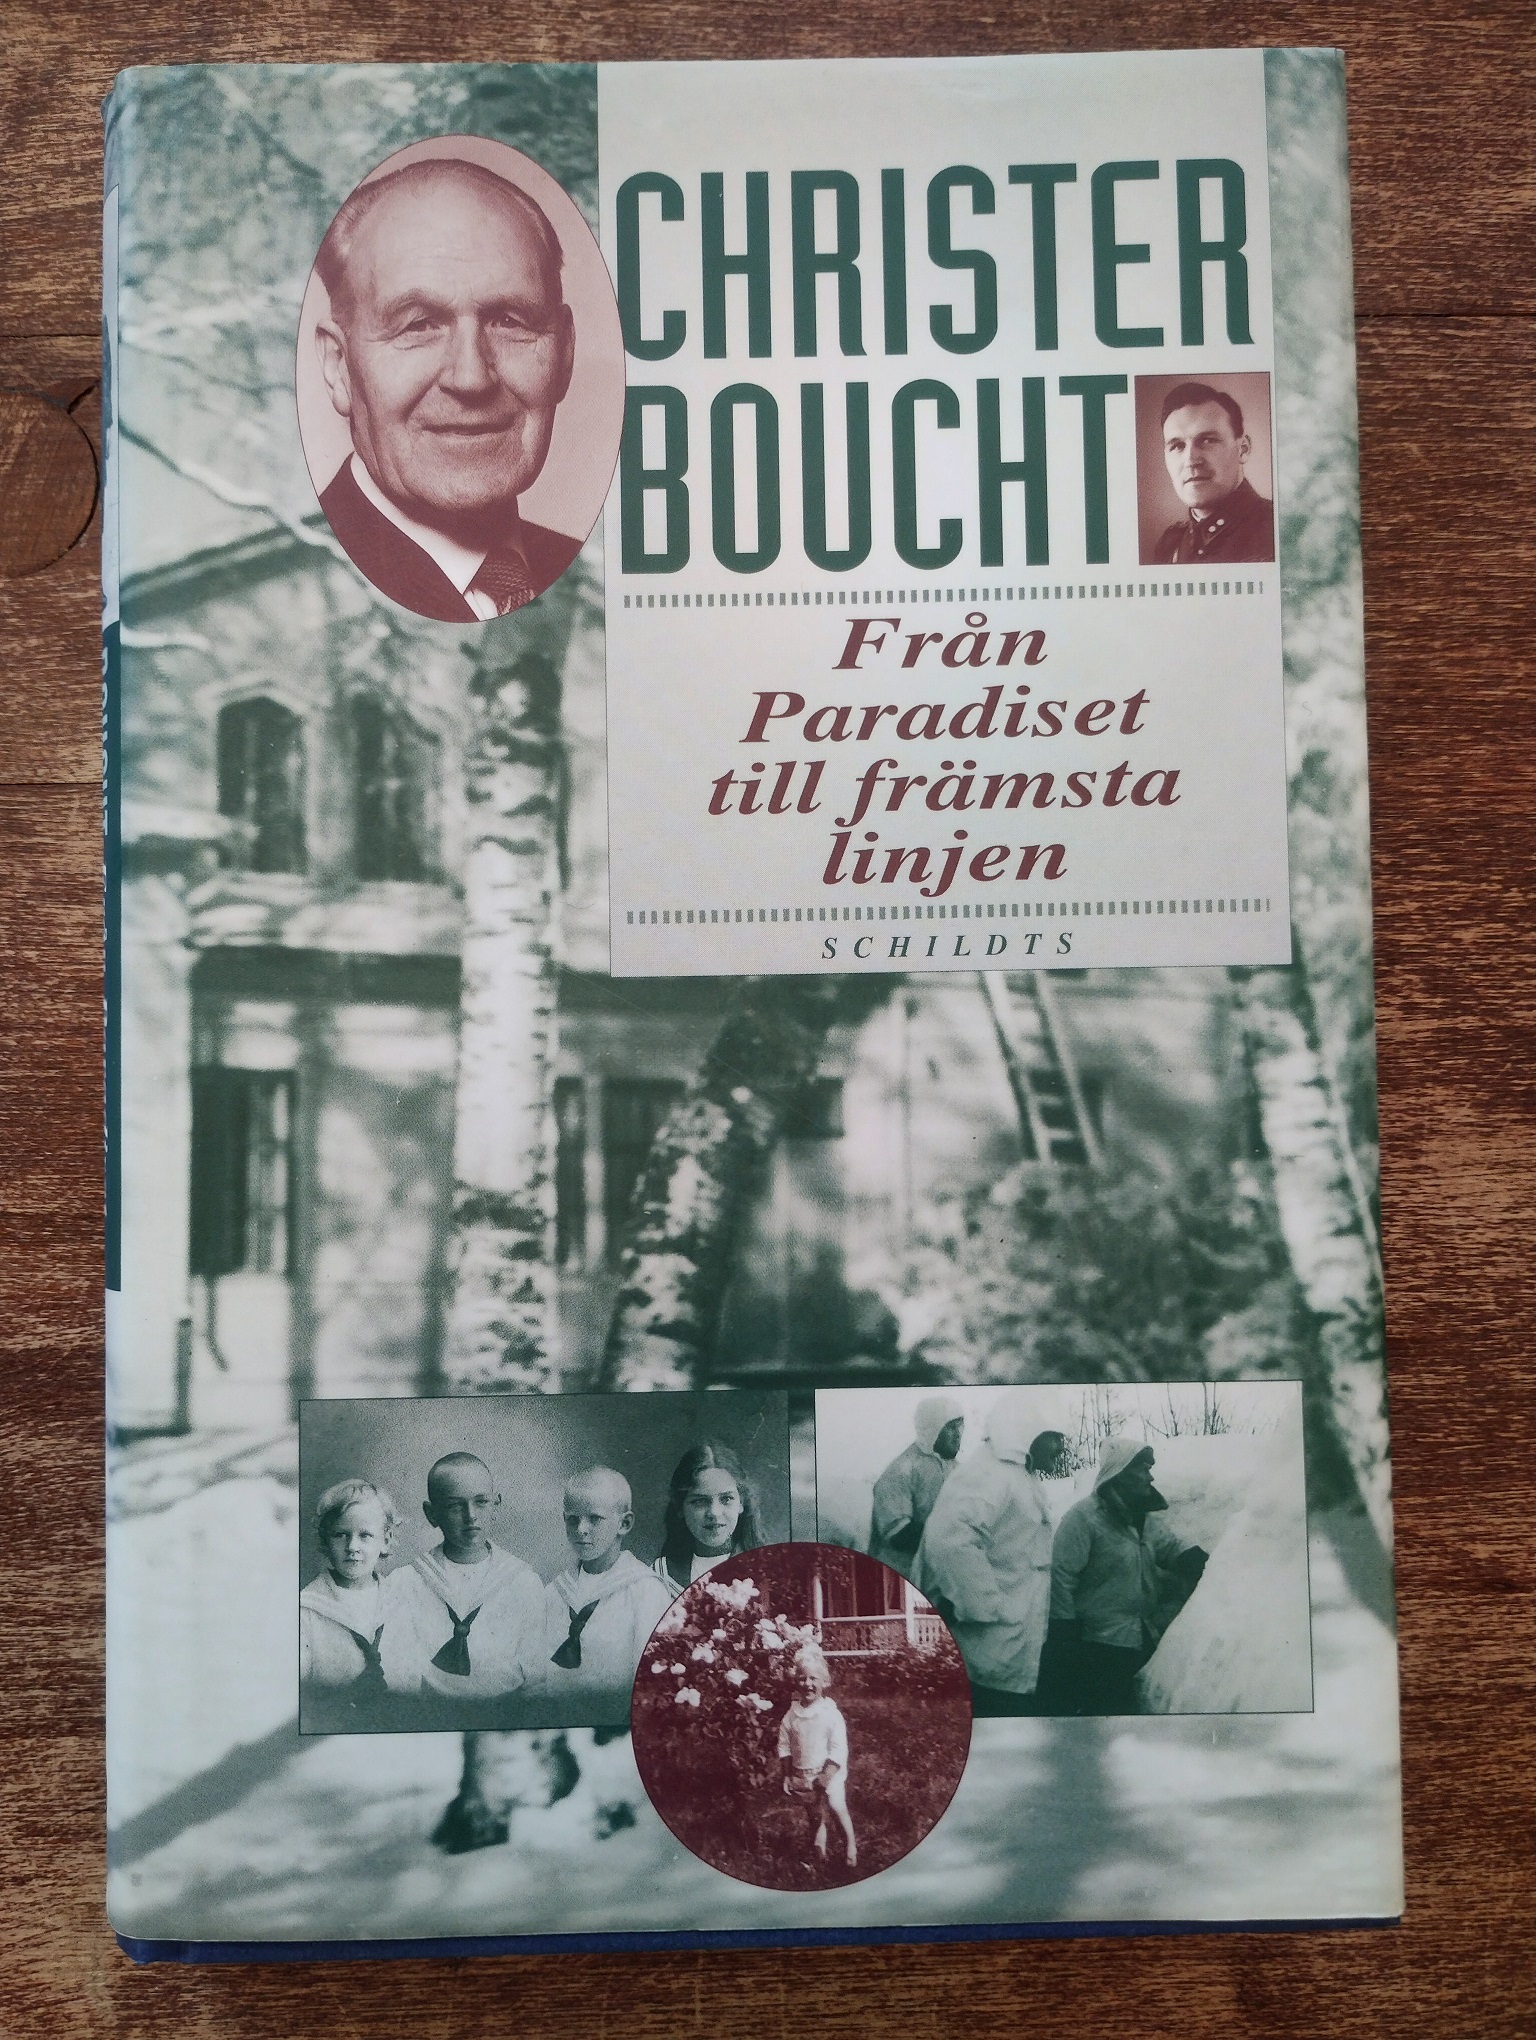 CHRISTER
BOUCHT
Från
Paradiset
till främsta
linjen
SCHILDTS